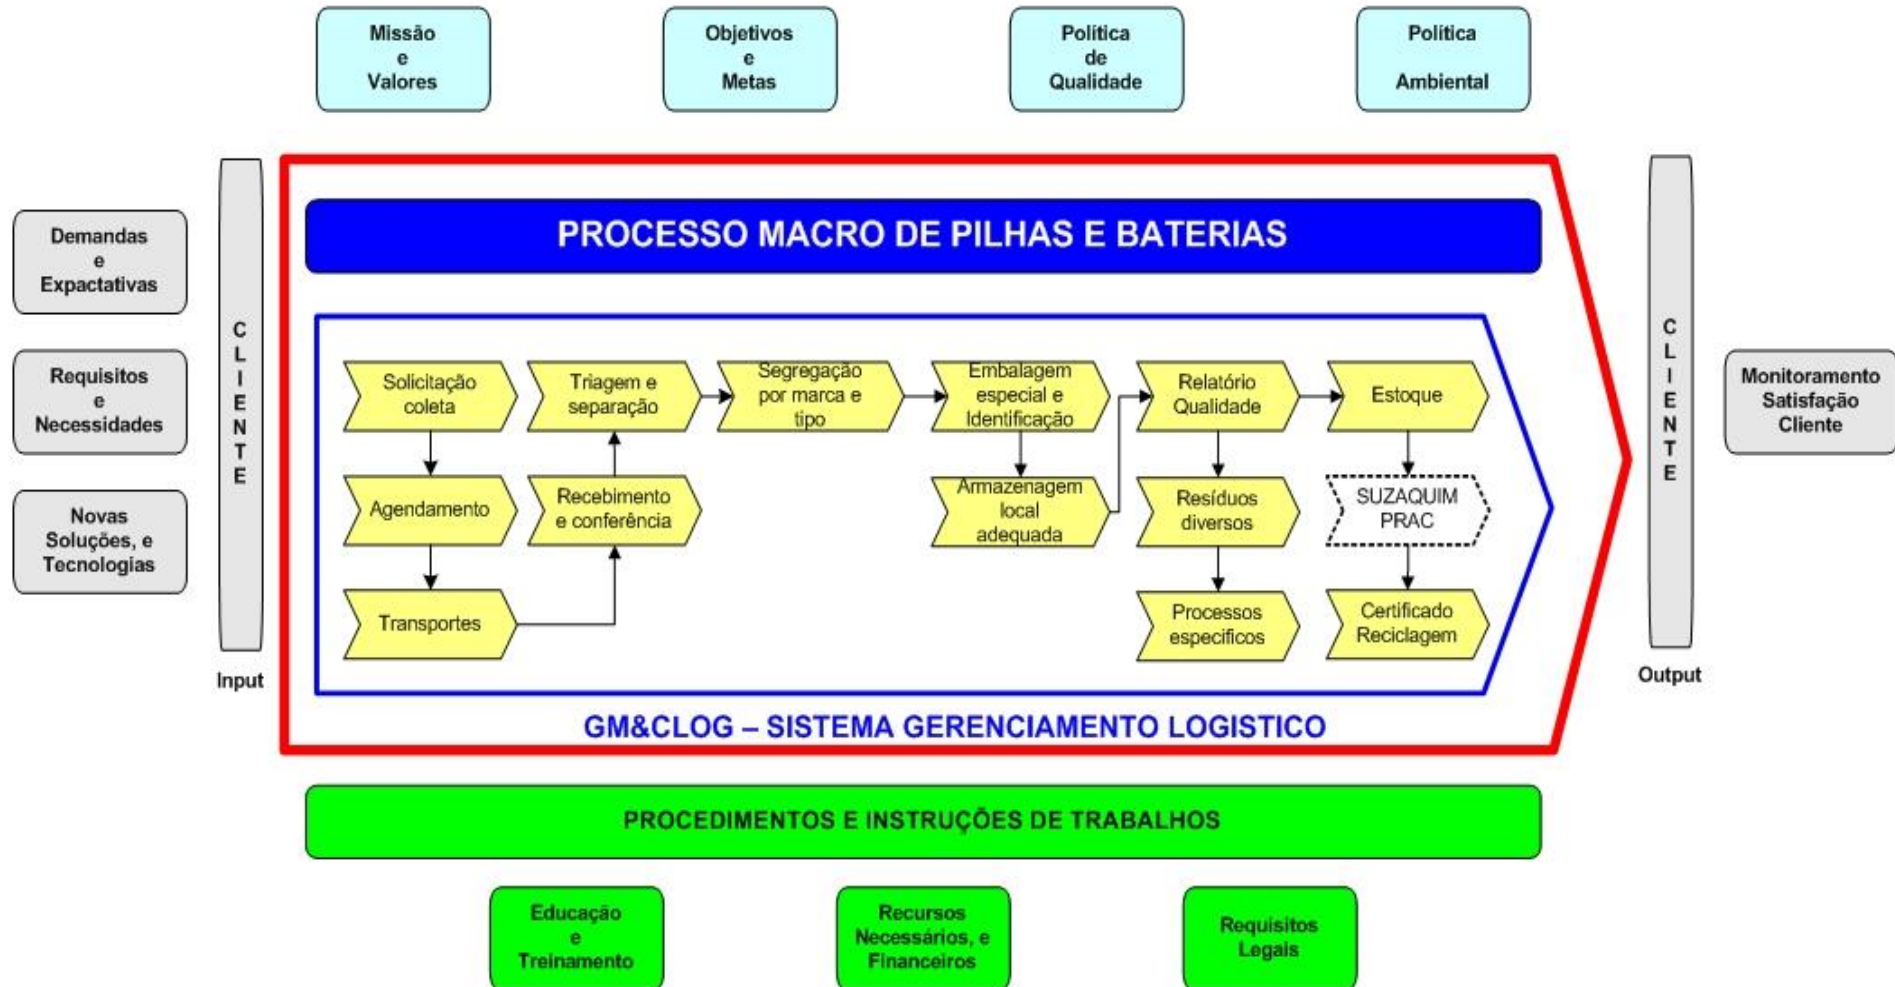 Missão
e
Valores
Objetivos
e
Metas
Política
de
Qualidade
Política
Ambiental
Demandas
e
Expactativas
Requisitos
e
Necessidades
Novas
Soluções, e
Tecnologias
CLIENTE
Input
PROCESSO MACRO DE PILHAS E BATERIAS
Solicitação
coleta
Agendamento
Transportes
Triagem e
separação
Recebimento
e conferência
Segregação
por marca e
tipo
Embalagem
especial e
Identificação
Armazenagem
local
adequada
Relatório
Qualidade
Resíduos
diversos
Processos
especificos
Estoque
SUZAQUIM
PRAC
Certificado
Reciclagem
GM&CLOG – SISTEMA GERENCIAMENTO LOGISTICO
CLIENTE
Output
Monitoramento
Satisfação
Cliente
PROCEDIMENTOS E INSTRUÇÕES DE TRABALHOS
Educação
e
Treinamento
Recursos
Necessários, e
Financeiros
Requisitos
Legais